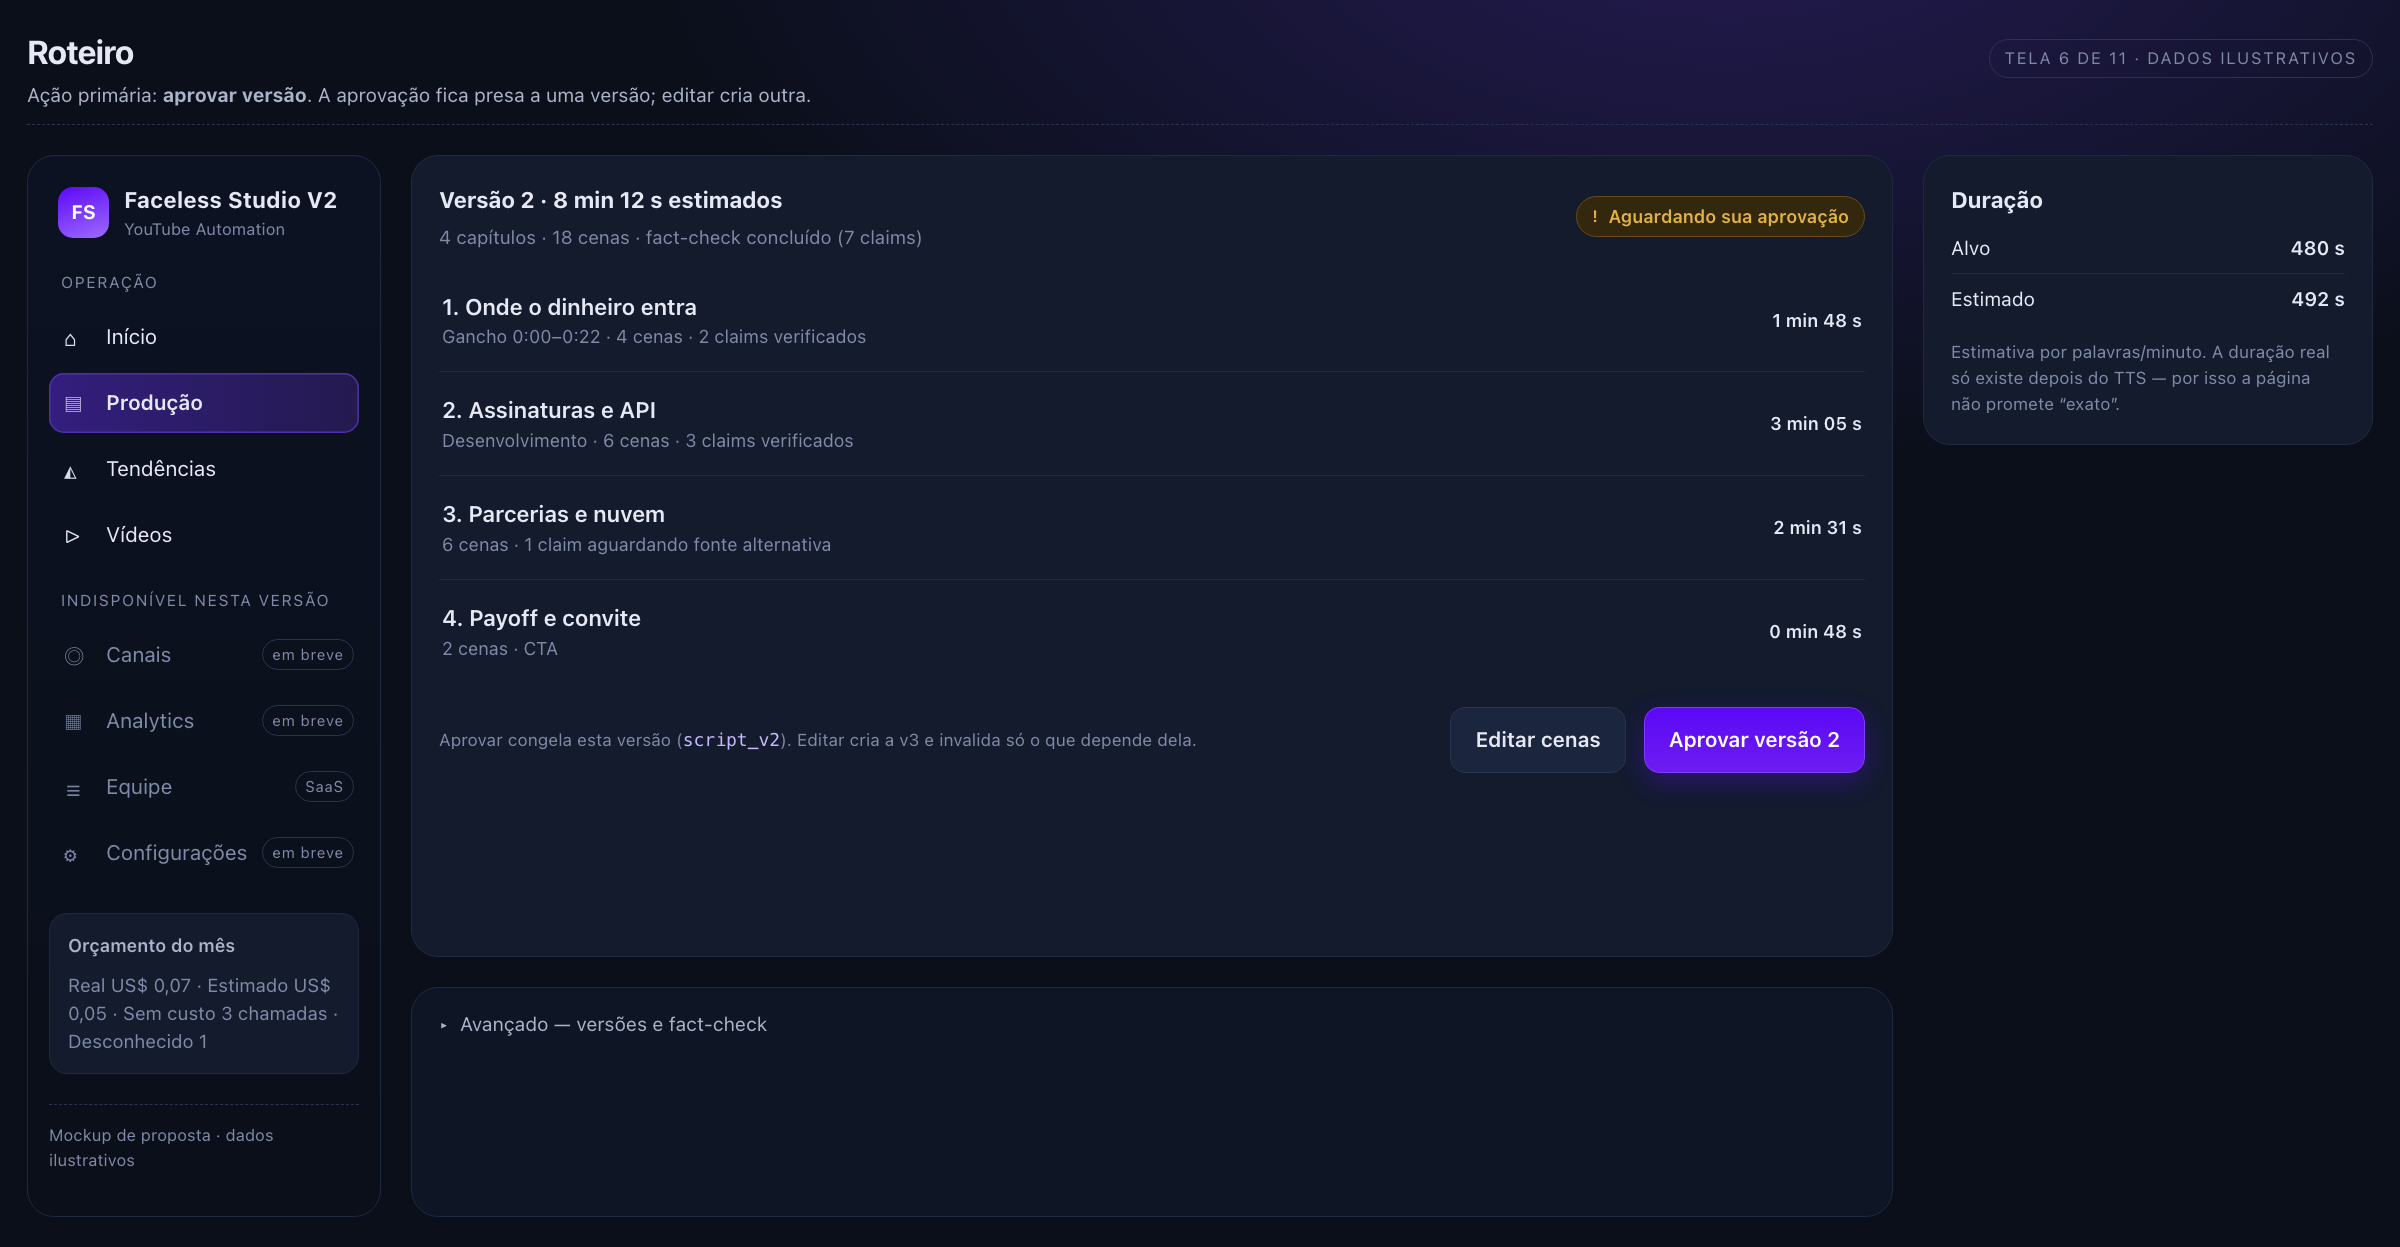 Roteiro
Ação primária: aprovar versão. A aprovação fica presa a uma versão; editar cria outra.
TELA 6 DE 11 · DADOS ILUSTRATIVOS
FS
Faceless Studio V2
YouTube Automation
OPERAÇÃO
Início
Produção
Tendências
Vídeos
INDISPONÍVEL NESTA VERSÃO
Canais
em breve
Analytics
em breve
Equipe
SaaS
Configurações
em breve
Orçamento do mês
Real US$ 0,07 · Estimado US$
0,05 · Sem custo 3 chamadas ·
Desconhecido 1
Mockup de proposta · dados
ilustrativos
Versão 2 · 8 min 12 s estimados
4 capítulos · 18 cenas · fact-check concluído (7 claims)
! Aguardando sua aprovação
1. Onde o dinheiro entra
Gancho 0:00–0:22 · 4 cenas · 2 claims verificados
1 min 48 s
2. Assinaturas e API
Desenvolvimento · 6 cenas · 3 claims verificados
3 min 05 s
3. Parcerias e nuvem
6 cenas · 1 claim aguardando fonte alternativa
2 min 31 s
4. Payoff e convite
2 cenas · CTA
0 min 48 s
Aprovar congela esta versão (script_v2). Editar cria a v3 e invalida só o que depende dela.
Editar cenas
Aprovar versão 2
Avançado — versões e fact-check
Duração
Alvo
480 s
Estimado
492 s
Estimativa por palavras/minuto. A duração real
só existe depois do TTS — por isso a página
não promete “exato”.